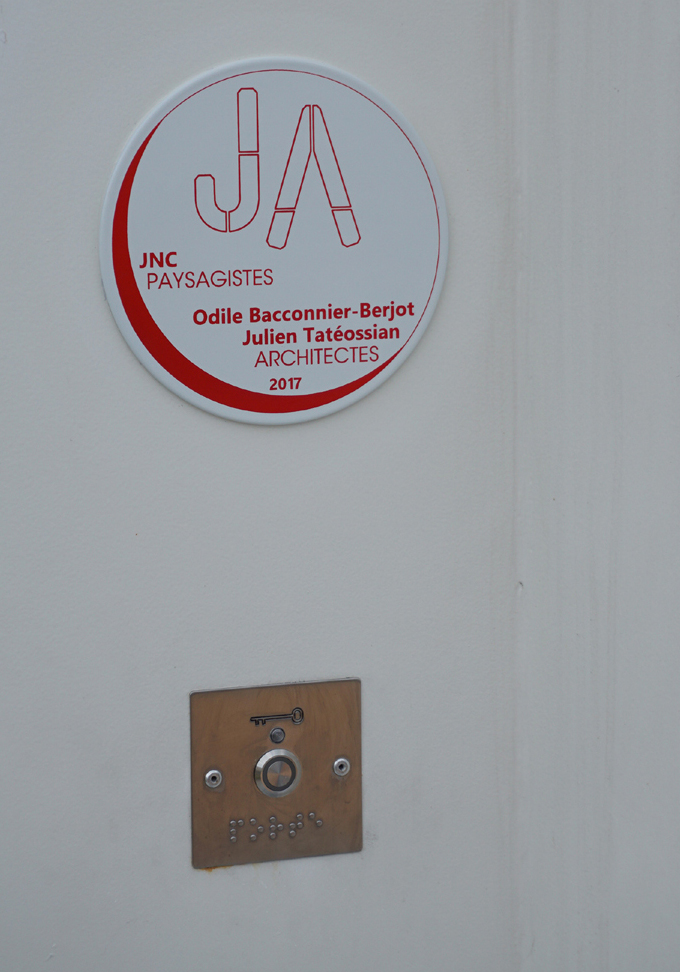 JA
JNC
PAYSAGISTES
Odile Bacconnier-Berjot
Julien Tatéossian
ARCHITECTES
2017